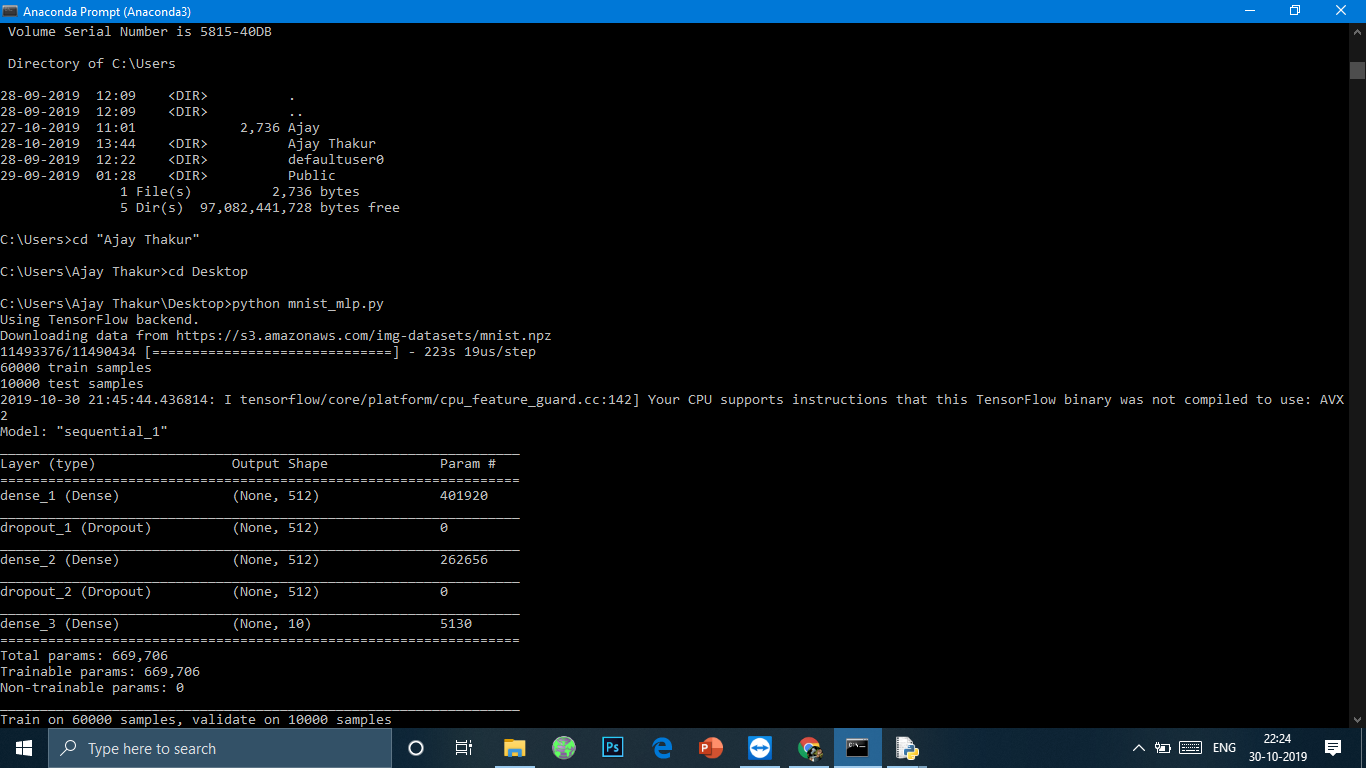 Anaconda Prompt (Anaconda3)
Volume Serial Number is 5815-40DB
Directory of C:\Users
28-09-2019  12:09    <DIR>          .
28-09-2019  12:09    <DIR>          ..
27-10-2019  11:01             2,736 Ajay
28-10-2019  13:44    <DIR>          Ajay Thakur
28-09-2019  12:22    <DIR>          defaultuser0
29-09-2019  01:28    <DIR>          Public
1 File(s)          2,736 bytes
5 Dir(s)  97,082,441,728 bytes free
C:\Users>cd "Ajay Thakur"
C:\Users\Ajay Thakur>cd Desktop
C:\Users\Ajay Thakur\Desktop>python mnist_mlp.py
Using TensorFlow backend.
Downloading data from https://s3.amazonaws.com/img-datasets/mnist.npz
11493376/11490434 [==============================] - 223s 19us/step
60000 train samples
10000 test samples
2019-10-30 21:45:44.436814: I tensorflow/core/platform/cpu_feature_guard.cc:142] Your CPU supports instructions that this TensorFlow binary was not compiled to use: AVX
2
Model: "sequential_1"
_________________________________________________________________
Layer (type)                 Output Shape              Param #
=================================================================
dense_1 (Dense)              (None, 512)               401920
_________________________________________________________________
dropout_1 (Dropout)          (None, 512)               0
_________________________________________________________________
dense_2 (Dense)              (None, 512)               262656
_________________________________________________________________
dropout_2 (Dropout)          (None, 512)               0
_________________________________________________________________
dense_3 (Dense)              (None, 10)                5130
=================================================================
Total params: 669,706
Trainable params: 669,706
Non-trainable params: 0
_________________________________________________________________
Train on 60000 samples, validate on 10000 samples
Type here to search
Ps
P
ENG
22:24
30-10-2019